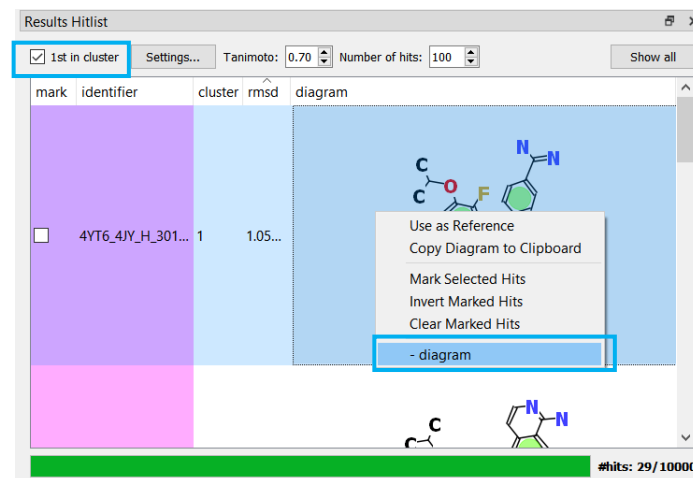 Results Hitlist
1st in cluster Settings... Tanimoto: 0.70 Number of hits: 100 Show all
mark identifier cluster rmsd diagram
N
N
C
O
C
F
4YT6_4JY_H_301... 1 1.05...
Use as Reference
Copy Diagram to Clipboard
Mark Selected Hits
Invert Marked Hits
Clear Marked Hits
- diagram
N
N
C
C
#hits: 29/10000